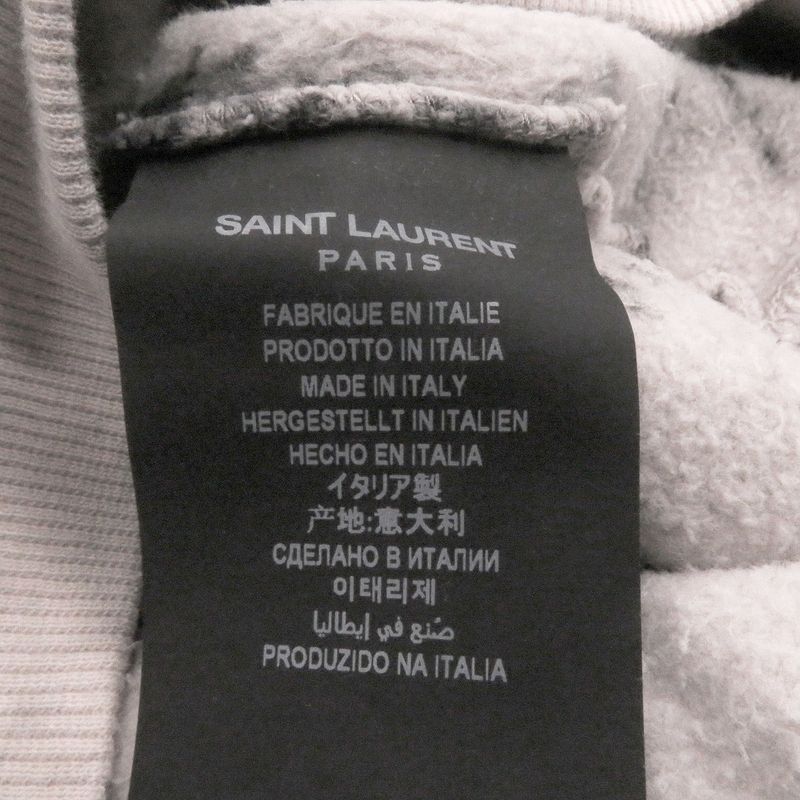 SAINT LAURENT
PARIS
FABRIQUE EN ITALIE
PRODOTTO IN ITALIA
MADE IN ITALY
HERGESTELLT IN ITALIEN
HECHO EN ITALIA
イタリア製
产地:意大利
СДЕЛАНО В ИТАЛИИ
이태리제
صّنع في إيطاليا
PRODUZIDO NA ITALIA